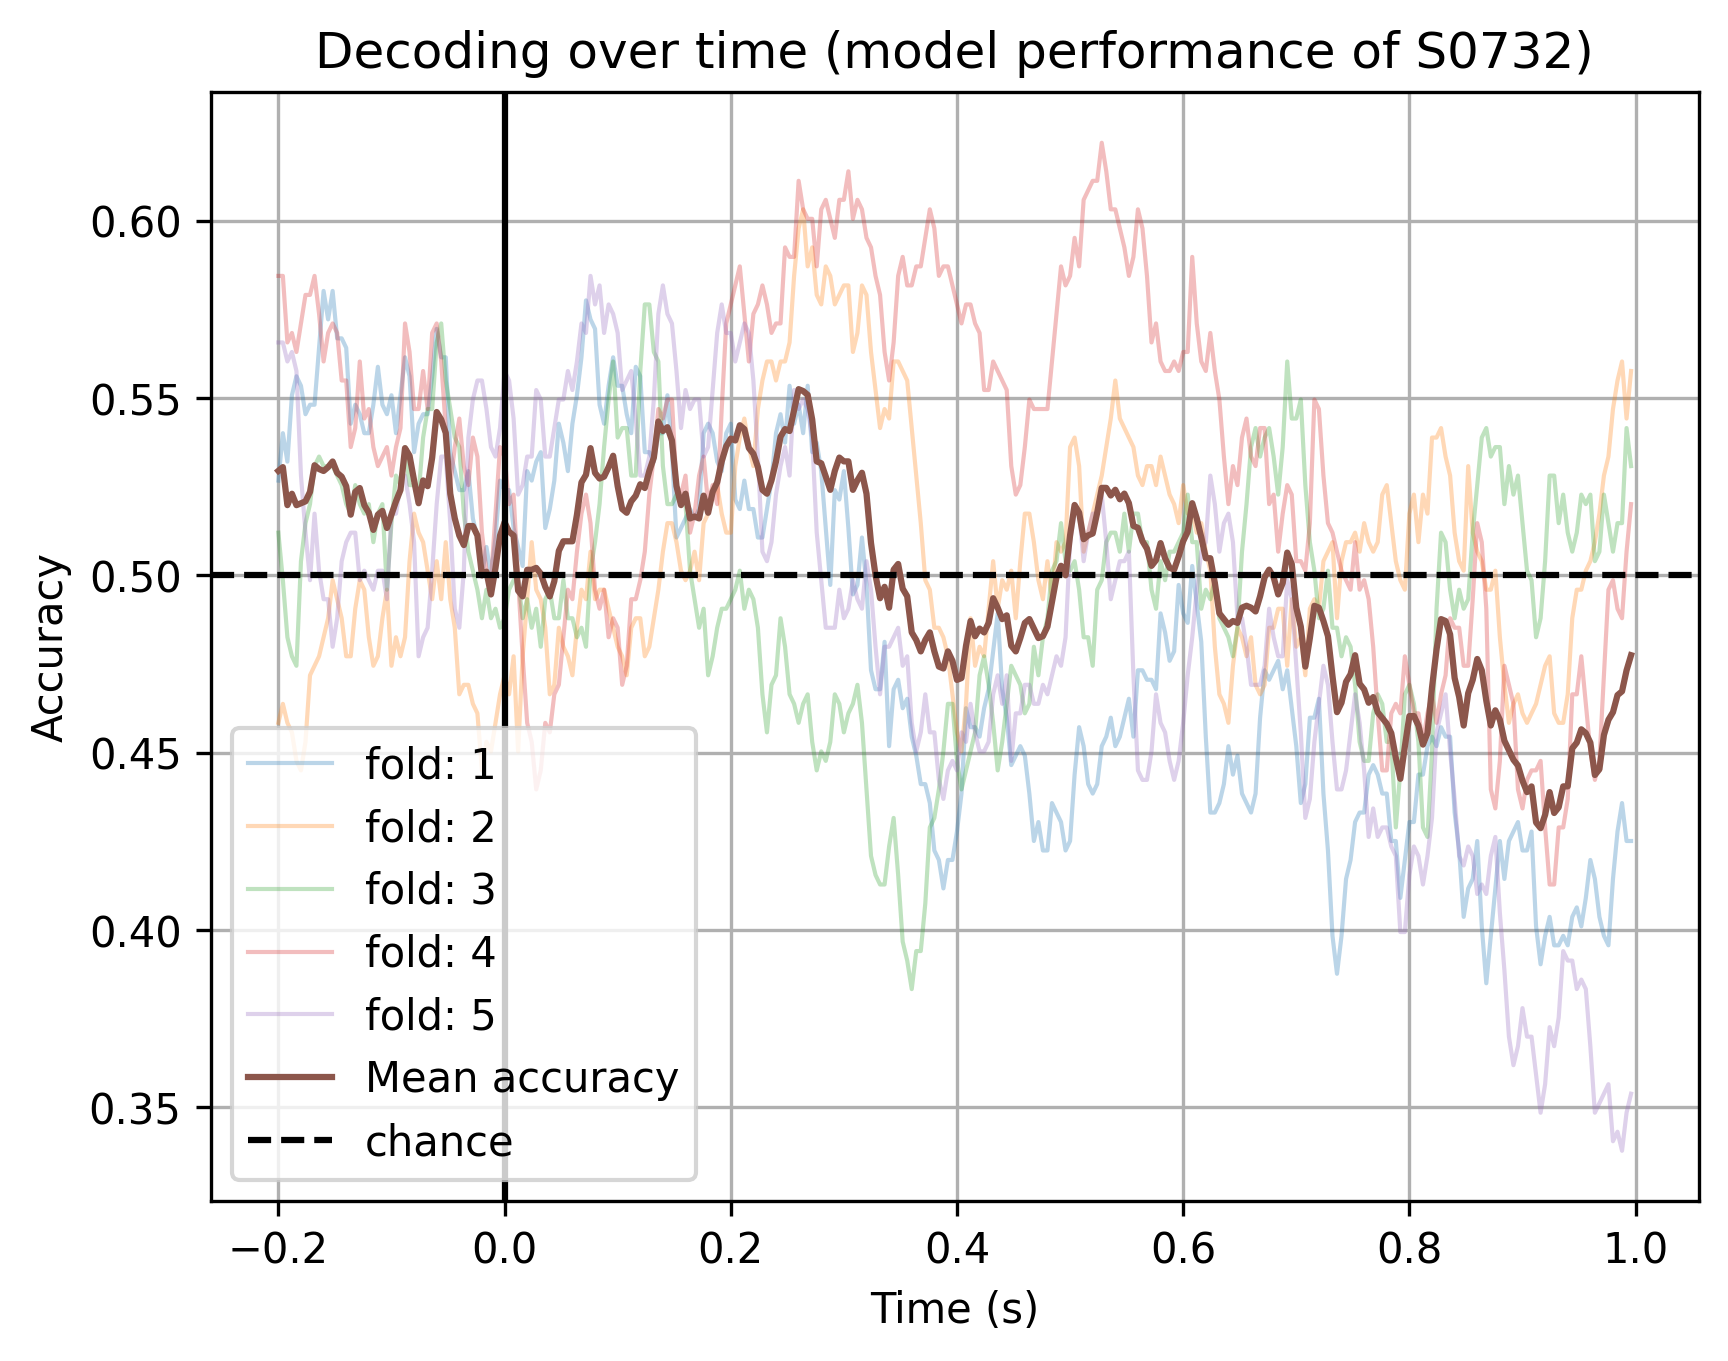 Decoding over time (model performance of S0732)
Accuracy
0.60
0.55
0.50
0.45
0.40
0.35
fold: 1
fold: 2
fold: 3
fold: 4
fold: 5
Mean accuracy
chance
−0.2
0.0
0.2
0.4
0.6
0.8
1.0
Time (s)